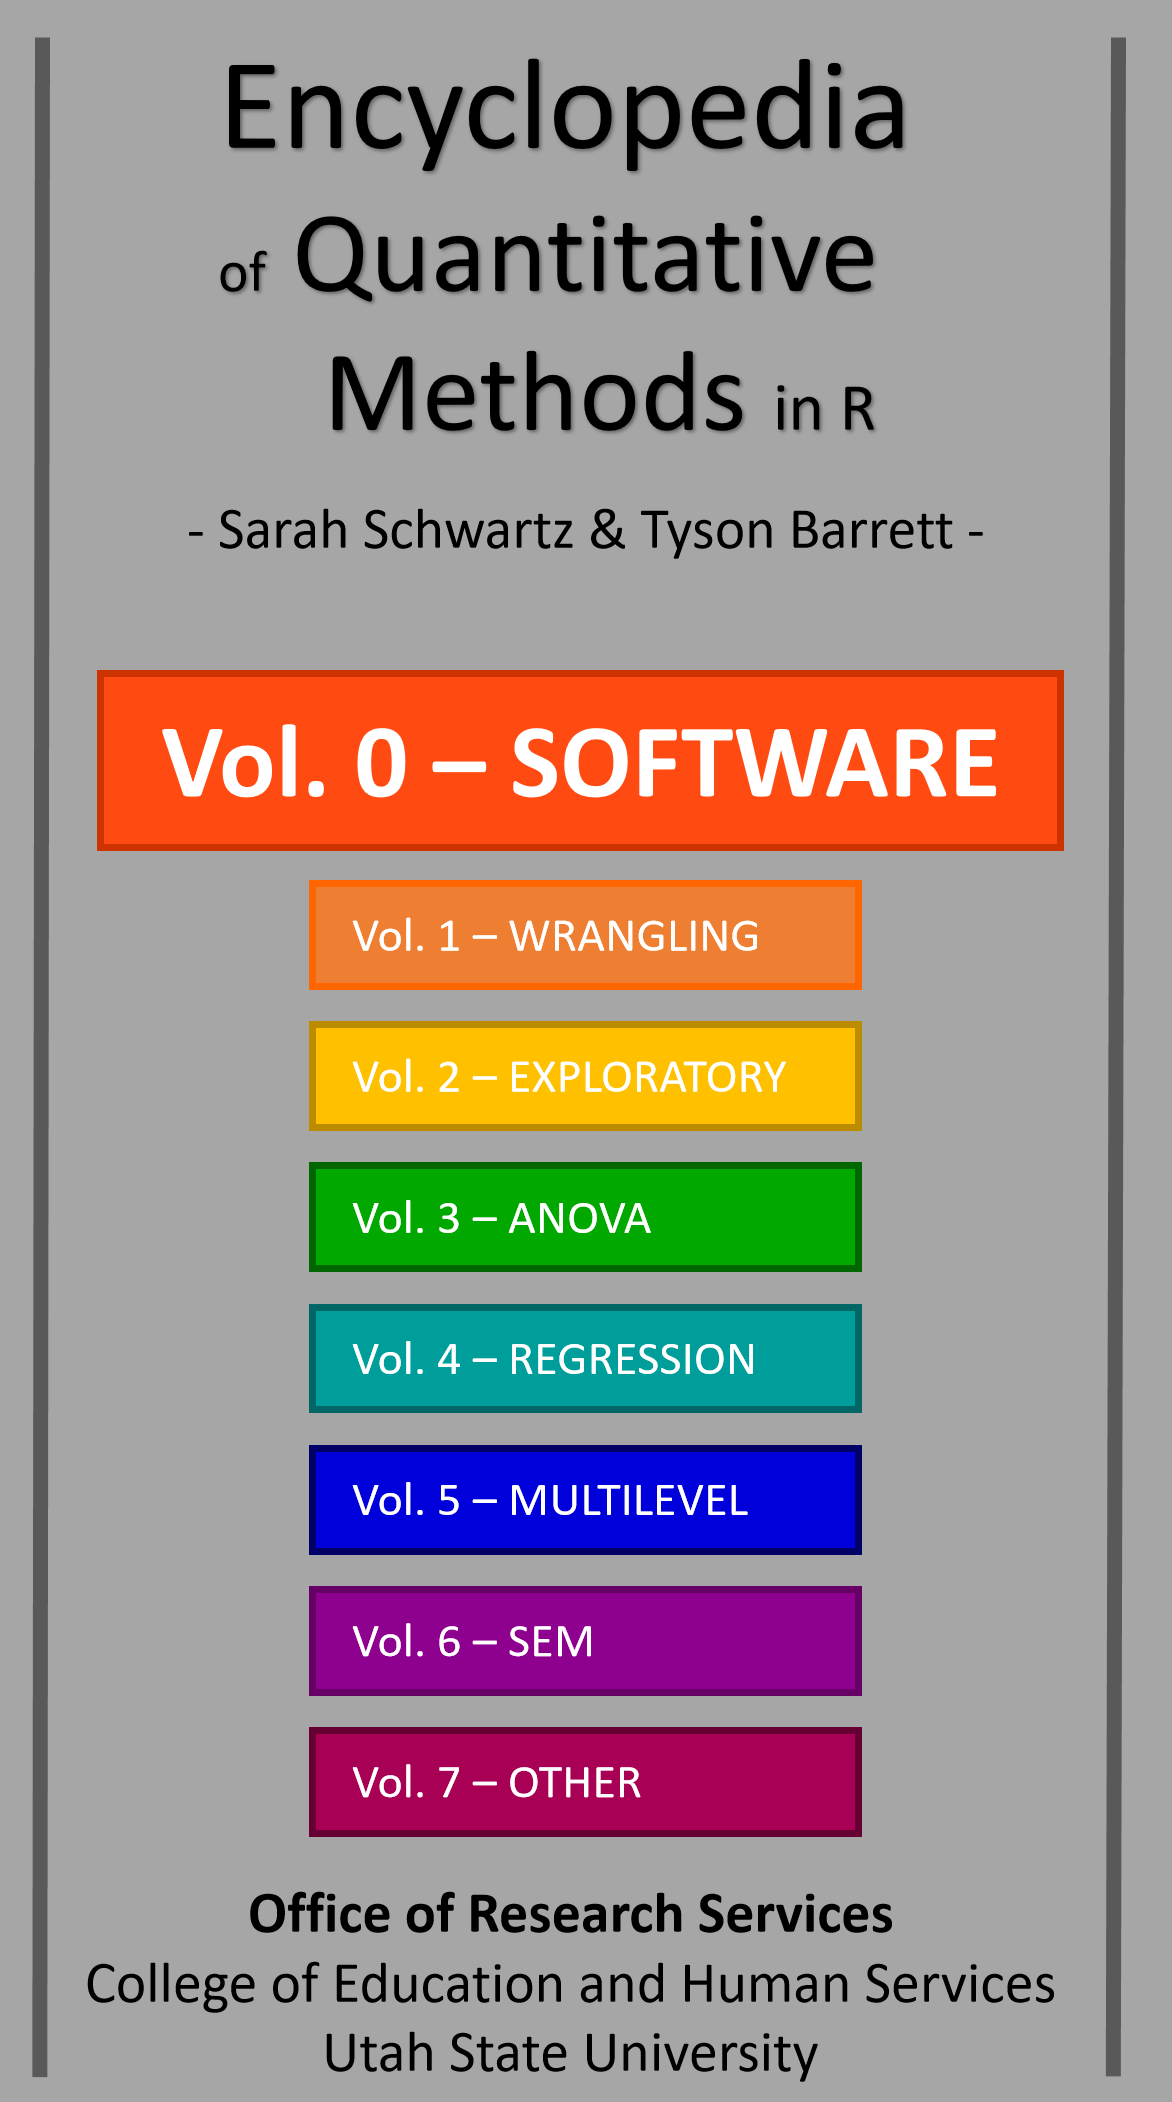 Encyclopedia
of Quantitative
Methods in R
- Sarah Schwartz & Tyson Barrett -
Vol. 0 – SOFTWARE
Vol. 1 – WRANGLING
Vol. 2 – EXPLORATORY
Vol. 3 – ANOVA
Vol. 4 – REGRESSION
Vol. 5 – MULTILEVEL
Vol. 6 – SEM
Vol. 7 – OTHER
Office of Research Services
College of Education and Human Services
Utah State University